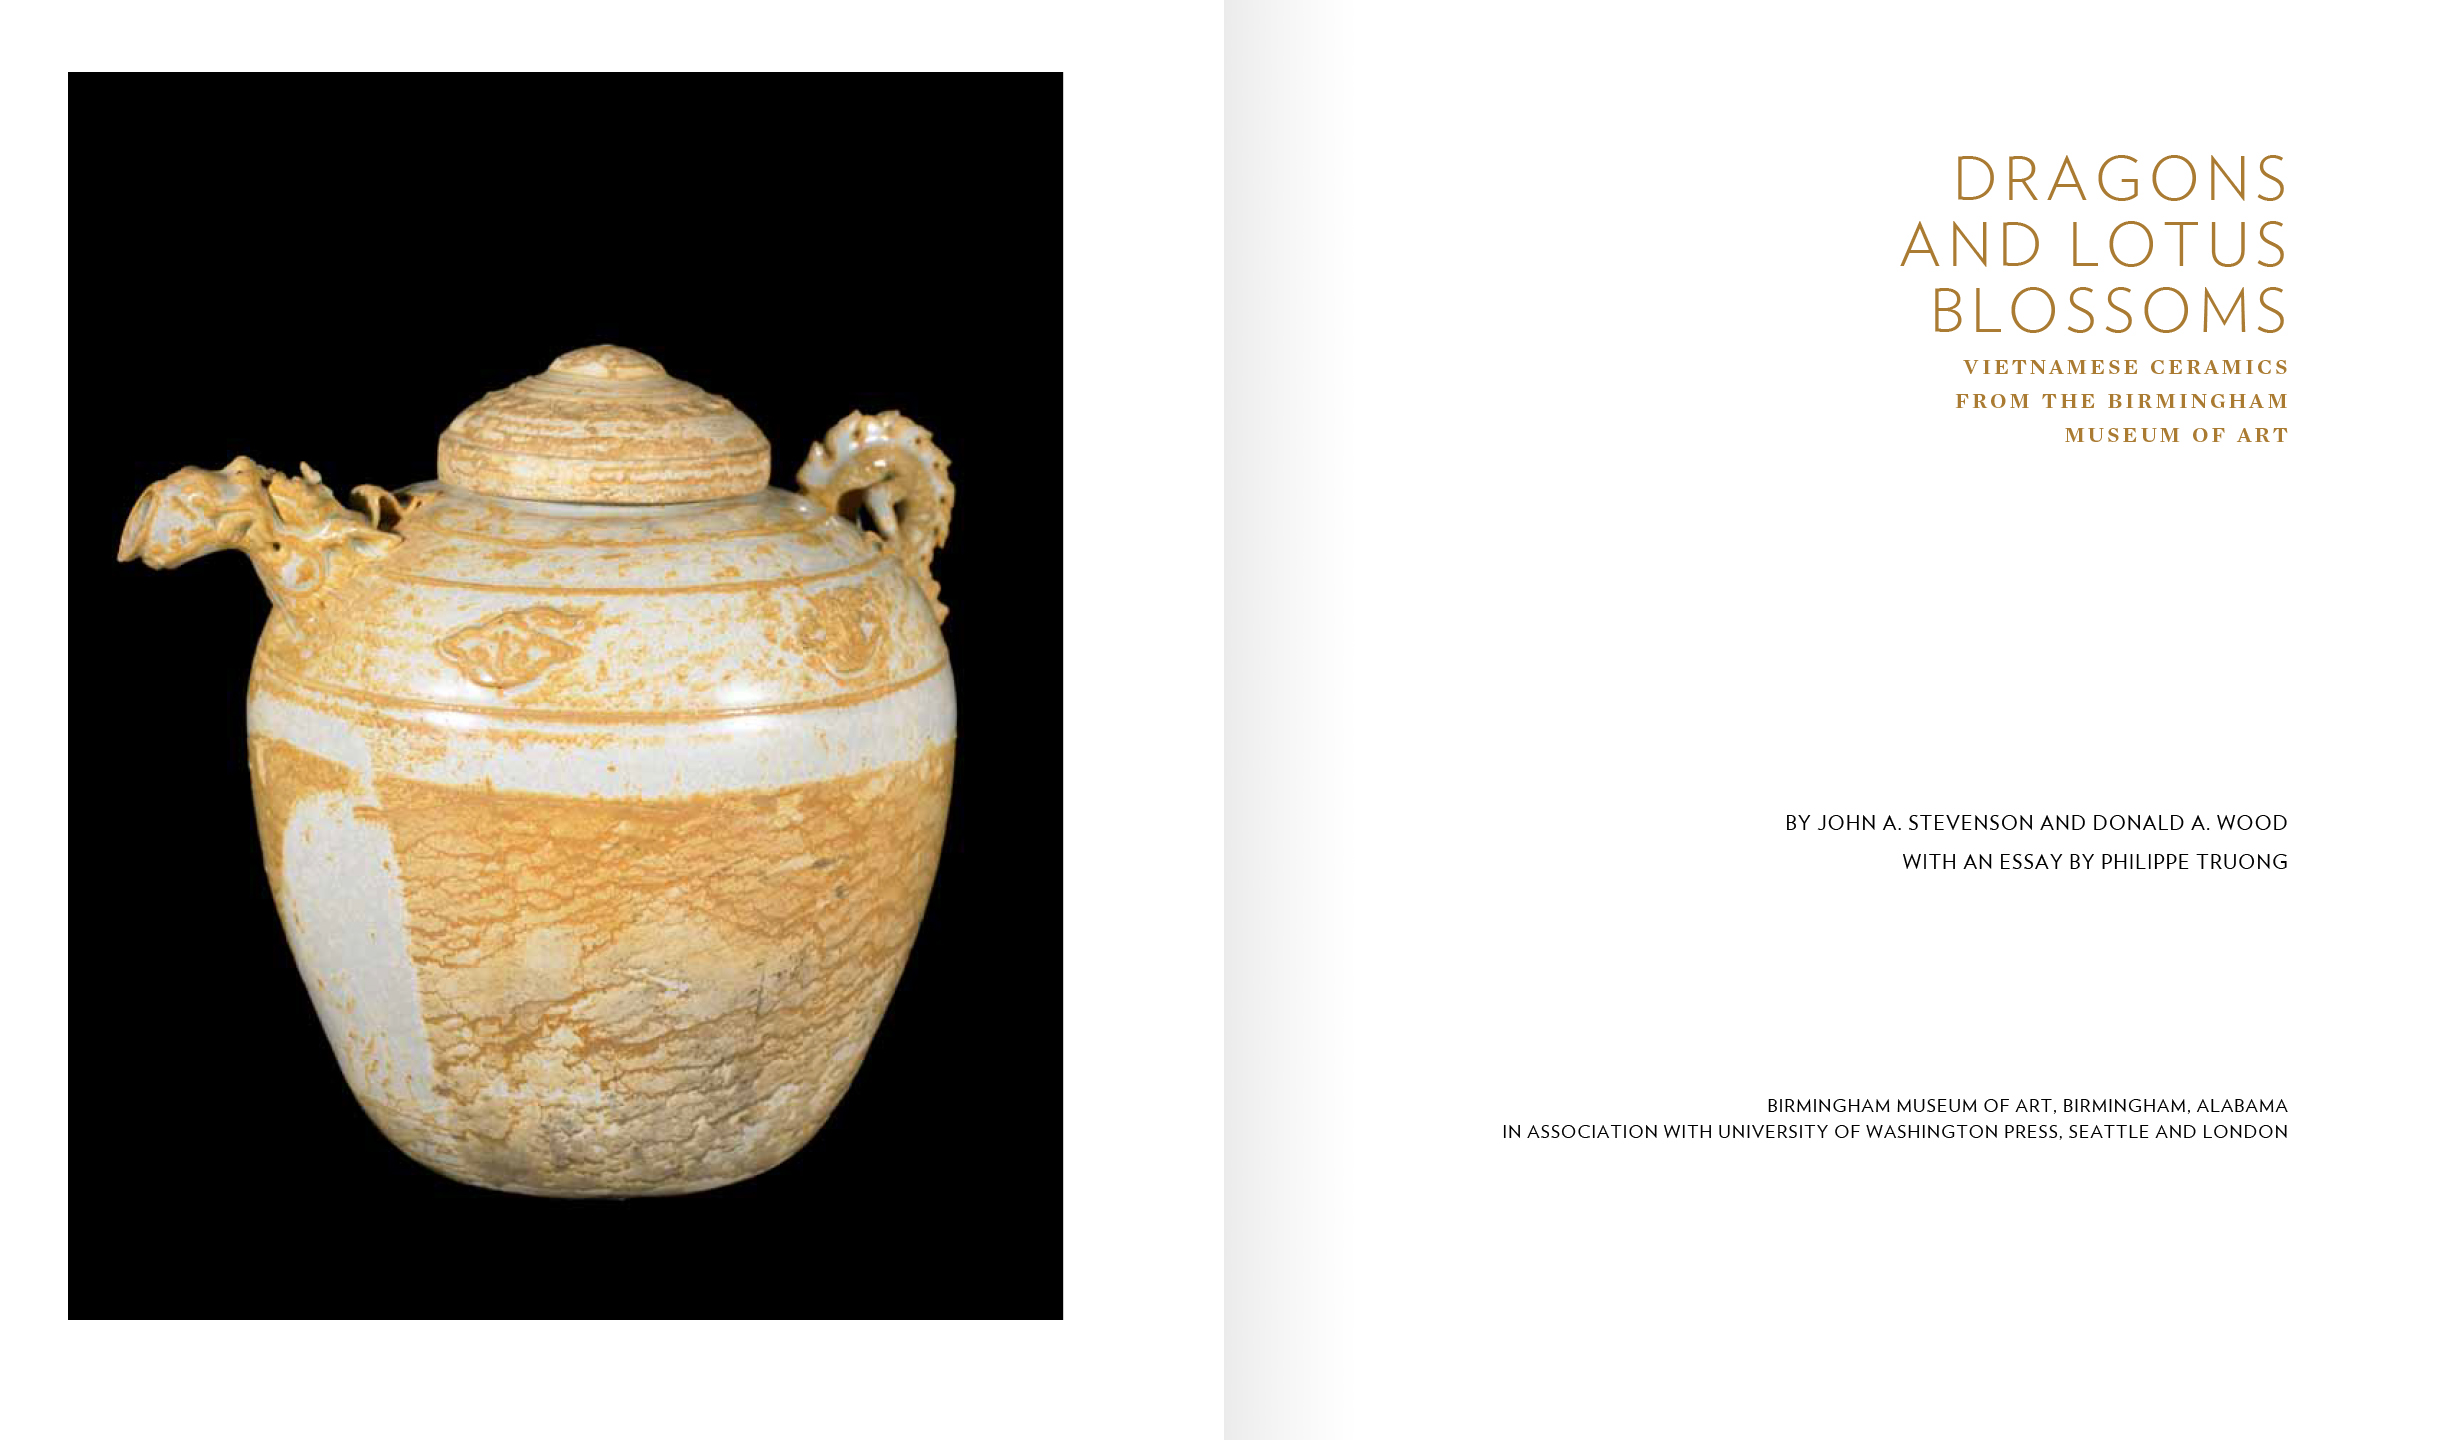 DRAGONS
AND LOTUS
BLOSSOMS
VIETNAMESE CERAMICS
FROM THE BIRMINGHAM
MUSEUM OF ART
BY JOHN A. STEVENSON AND DONALD A. WOOD
WITH AN ESSAY BY PHILIPPE TRUONG
BIRMINGHAM MUSEUM OF ART, BIRMINGHAM, ALABAMA
IN ASSOCIATION WITH UNIVERSITY OF WASHINGTON PRESS, SEATTLE AND LONDON